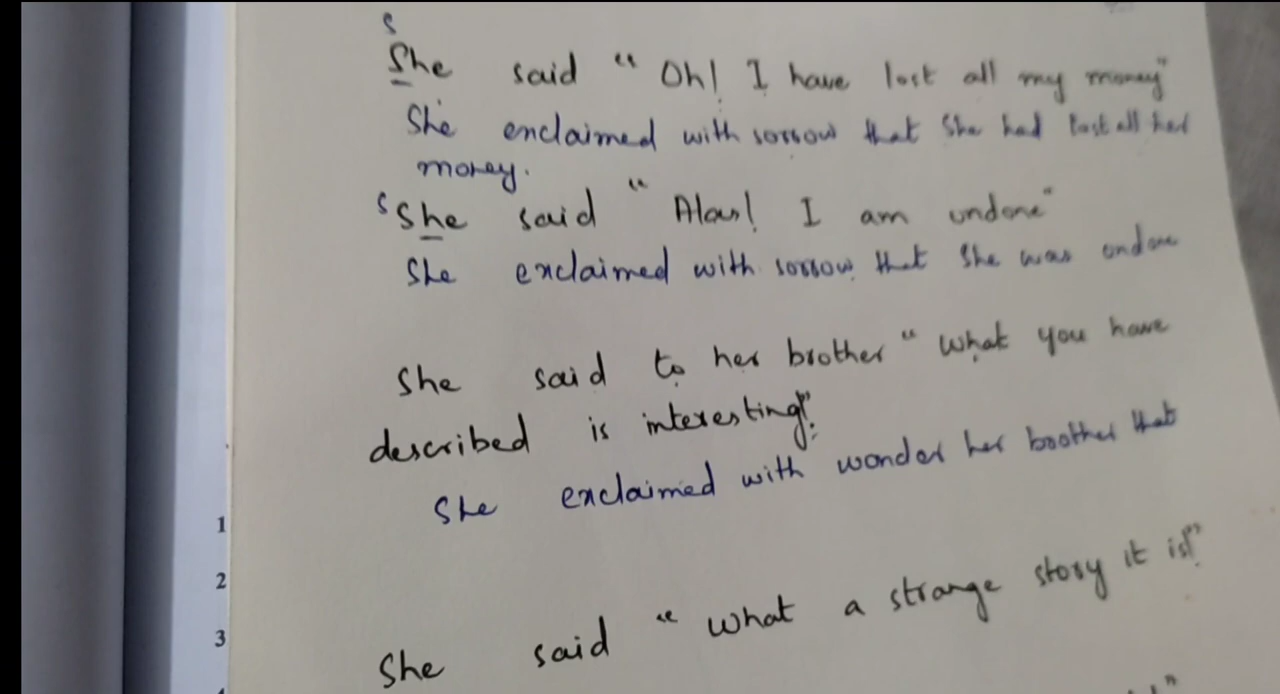 S
She said “ Oh! I have lost all my money"
She enclaimed with sorrow that She had lost all her
money.
S She said “ Alas! I am undone"
She exclaimed with sorrow that She was undone
She said to her brother “ what you have
described is interesting!".
She exclaimed with wonder her brother that
1
2
3
She said “ what a strange story it is!"